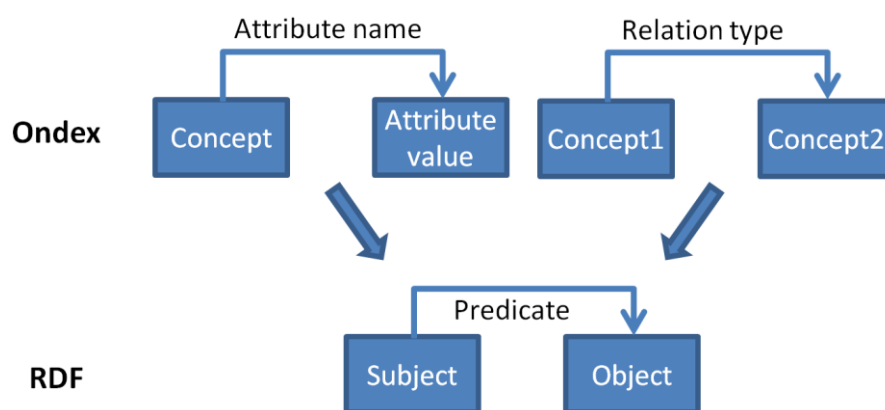 Attribute name
Relation type
Ondex
Concept
Attribute
value
Concept1
Concept2
Predicate
RDF
Subject
Object